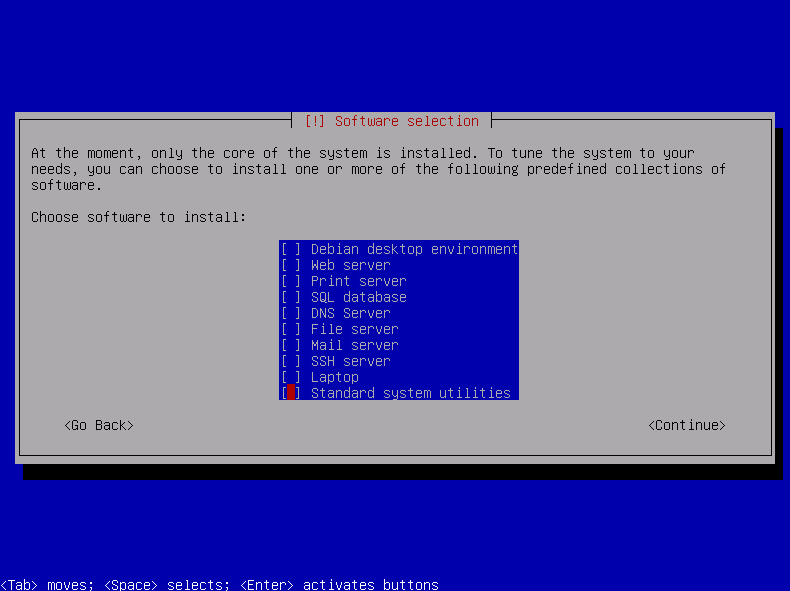 [!] Software selection
At the moment, only the core of the system is installed. To tune the system to your
needs, you can choose to install one or more of the following predefined collections of
software.
Choose software to install:
[ ] Debian desktop environment
[ ] Web server
[ ] Print server
[ ] SQL database
[ ] DNS Server
[ ] File server
[ ] Mail server
[ ] SSH server
[ ] Laptop
[ ] Standard system utilities
<Go Back> <Continue>
<Tab> moves; <Space> selects; <Enter> activates buttons